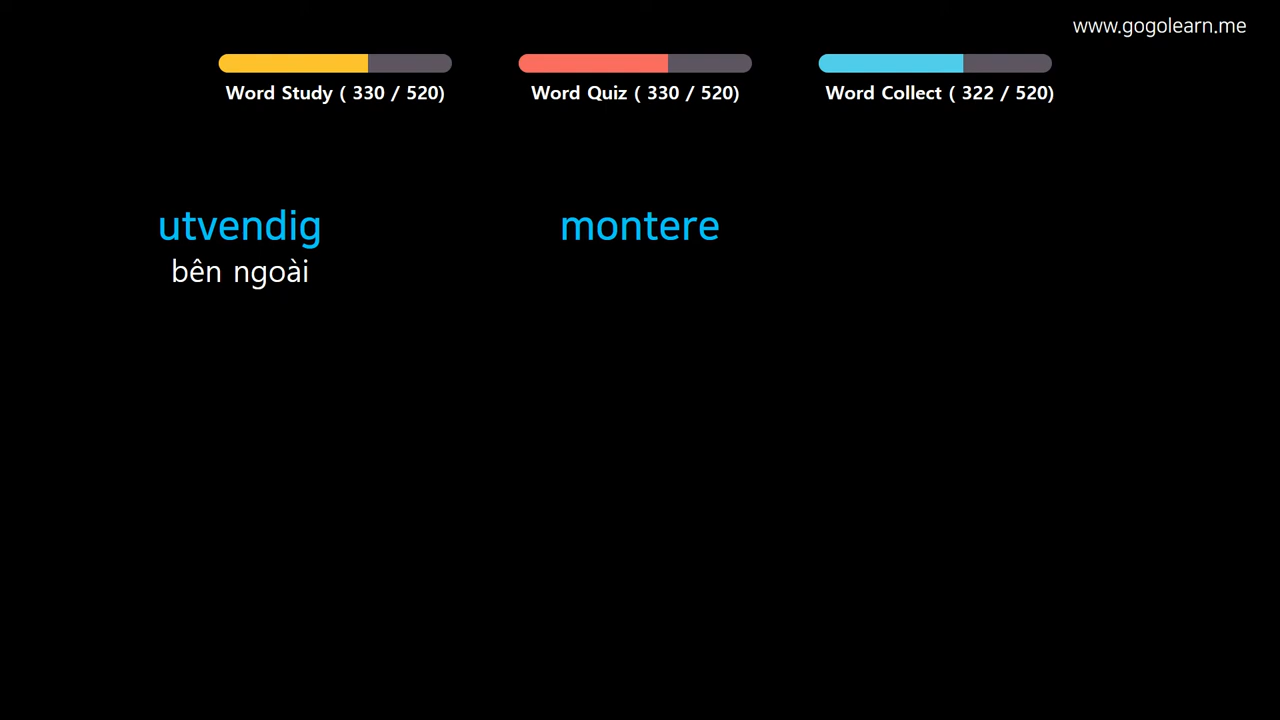 www.gogolearn.me
Word Study ( 330 / 520)
Word Quiz ( 330 / 520)
Word Collect ( 322 / 520)
utvendig
bên ngoài
montere